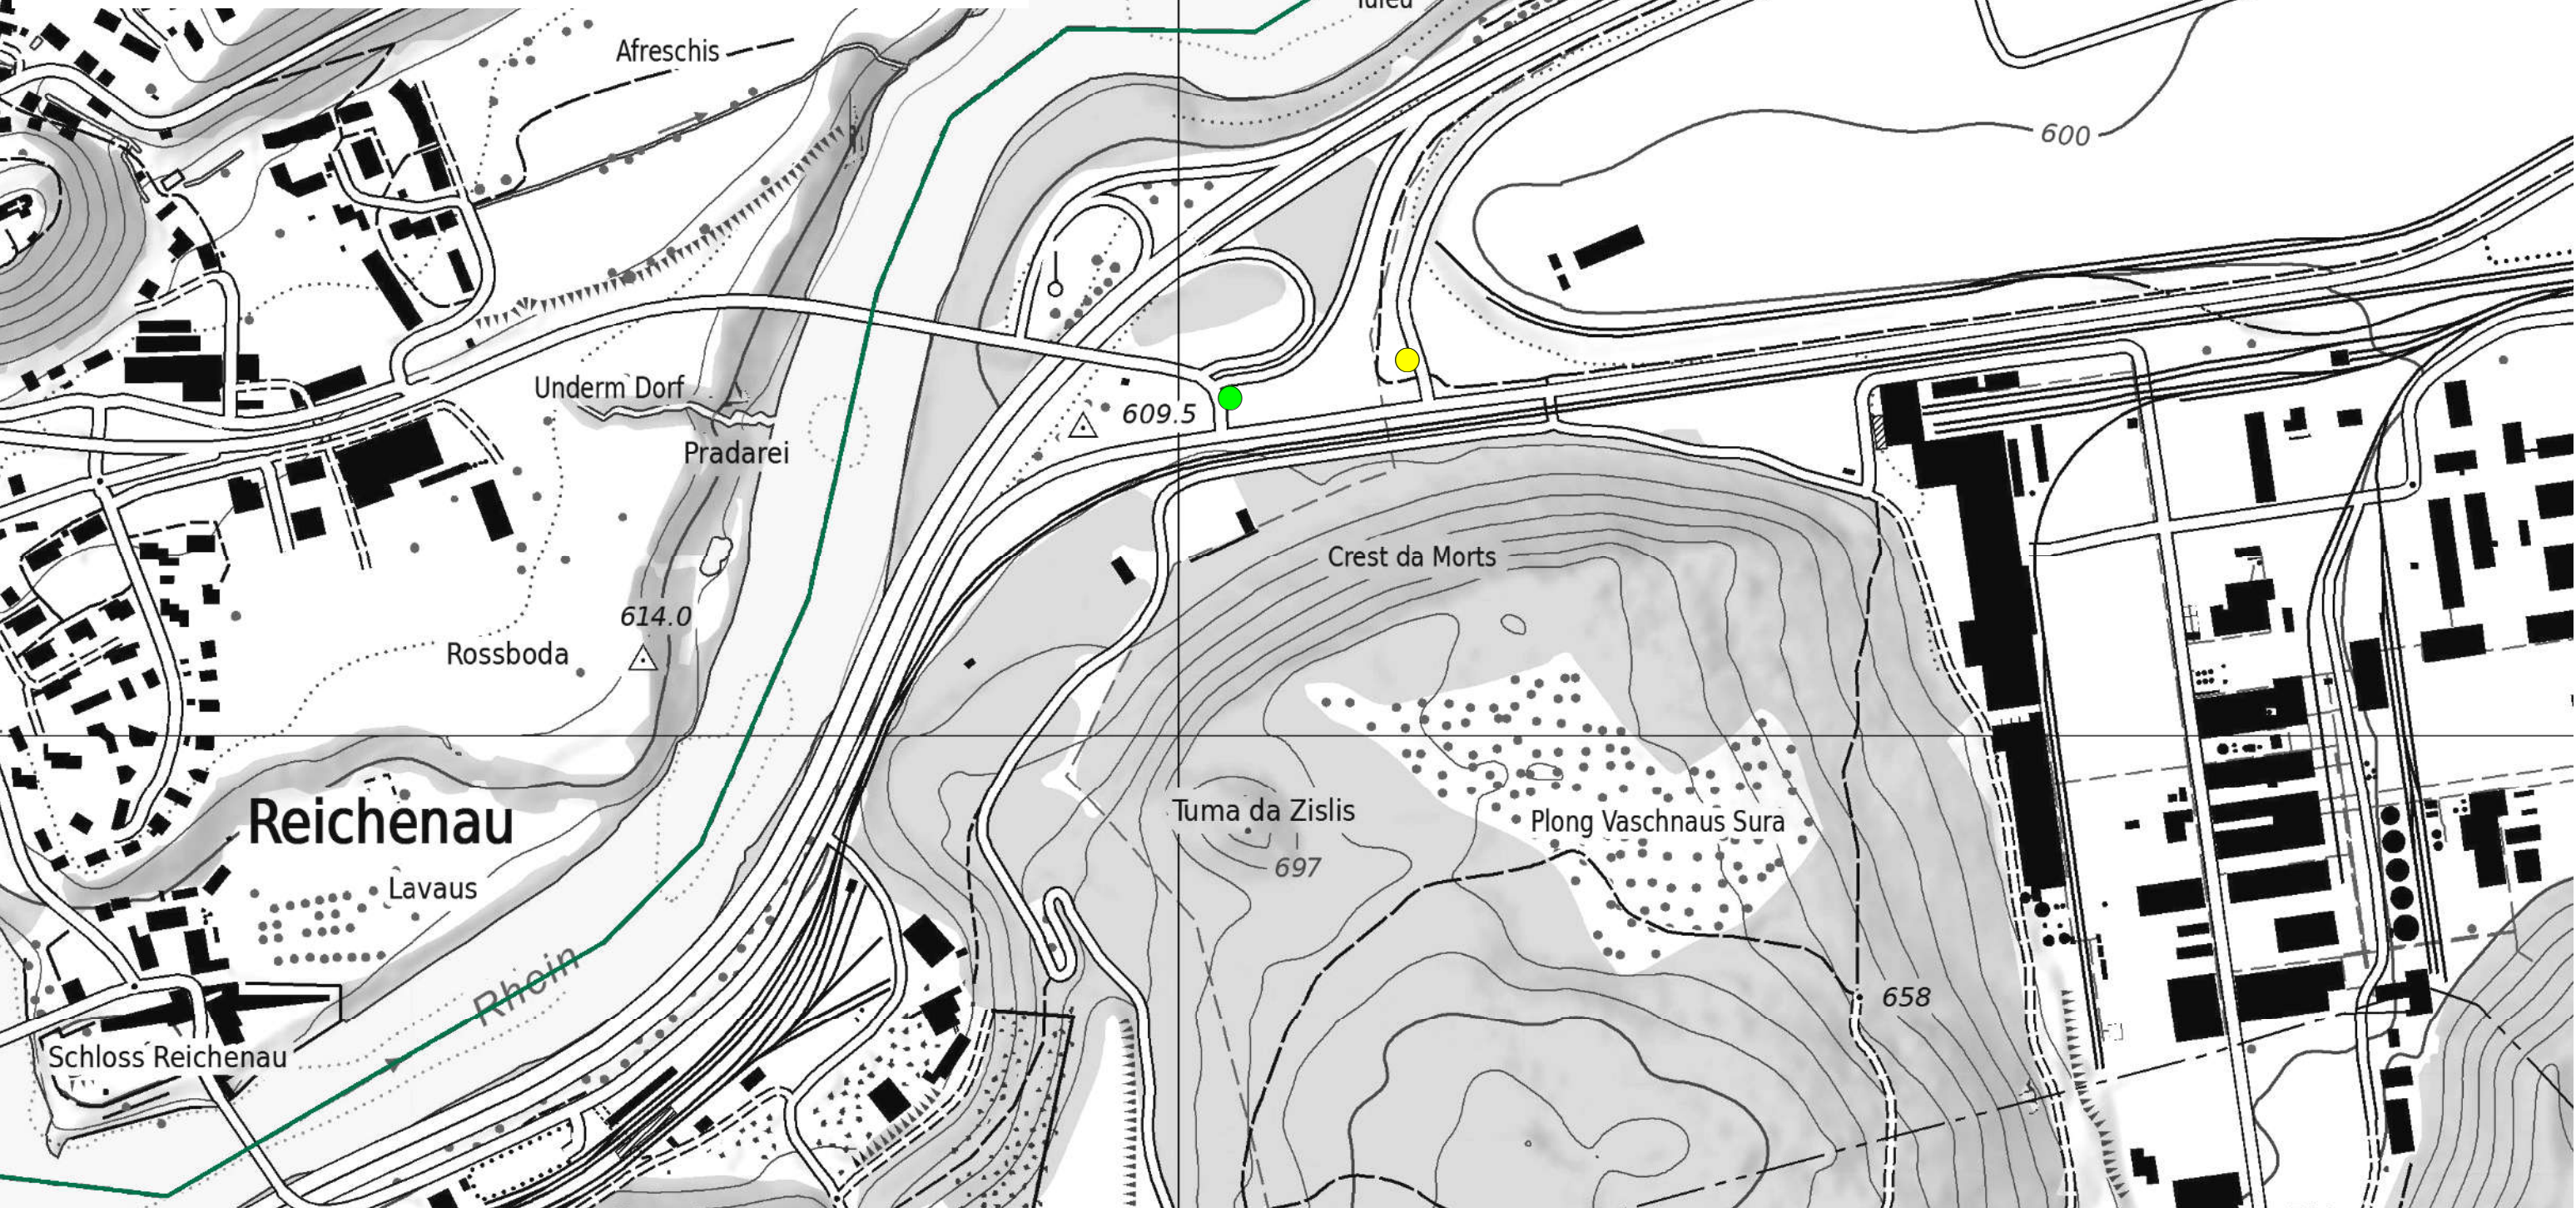 Afreschis
600
Underm Dorf
609.5
Pradarei
Crest da Morts
614.0
Rossboda
Reichenau
Tuma da Zislis
Plong Vaschnaus Sura
697
Lavaus
Rhein
658
Schloss Reichenau